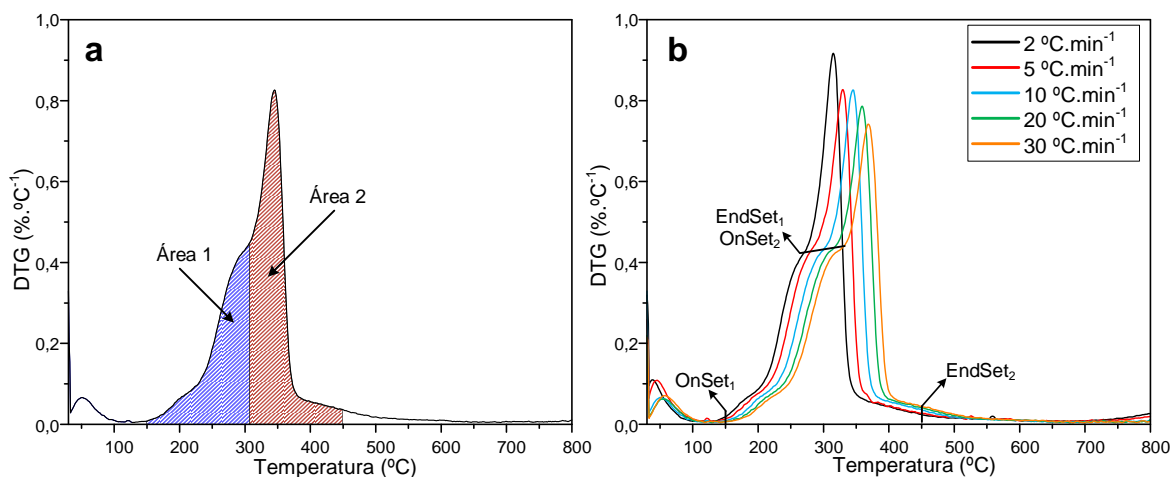 a
1,0
0,8
0,6
0,4
0,2
0,0
DTG (%.ºC⁻¹)
Área 1
Área 2
100 200 300 400 500 600 700 800
Temperatura (ºC)
b
1,0
0,8
0,6
0,4
0,2
0,0
DTG (%.ºC⁻¹)
2 ºC.min⁻¹
5 ºC.min⁻¹
10 ºC.min⁻¹
20 ºC.min⁻¹
30 ºC.min⁻¹
EndSet₁
OnSet₂
OnSet₁
EndSet₂
100 200 300 400 500 600 700 800
Temperatura (ºC)